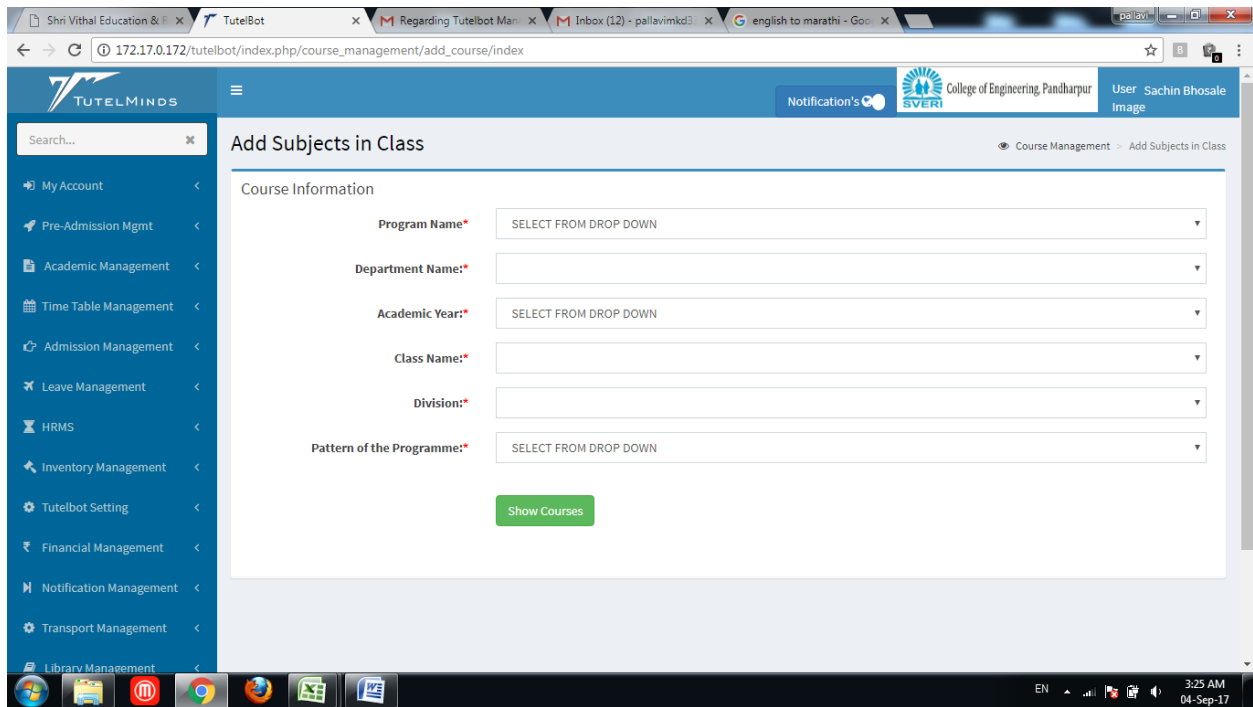 Shri Vithal Education & R
TutelBot
Regarding Tutelbot Man
Inbox (12) - pallavimkd3
english to marathi - Goo
pallavi
172.17.0.172/tutelbot/index.php/course_management/add_course/index
TUTELMINDS
Notification's
SVERI
College of Engineering, Pandharpur
User Image
Sachin Bhosale
Search...
Add Subjects in Class
Course Management > Add Subjects in Class
My Account
Pre-Admission Mgmt
Academic Management
Time Table Management
Admission Management
Leave Management
HRMS
Inventory Management
Tutelbot Setting
Financial Management
Notification Management
Transport Management
Library Management
Course Information
Program Name*
SELECT FROM DROP DOWN
Department Name:*
Academic Year:*
SELECT FROM DROP DOWN
Class Name:*
Division:*
Pattern of the Programme:*
SELECT FROM DROP DOWN
Show Courses
EN
3:25 AM
04-Sep-17